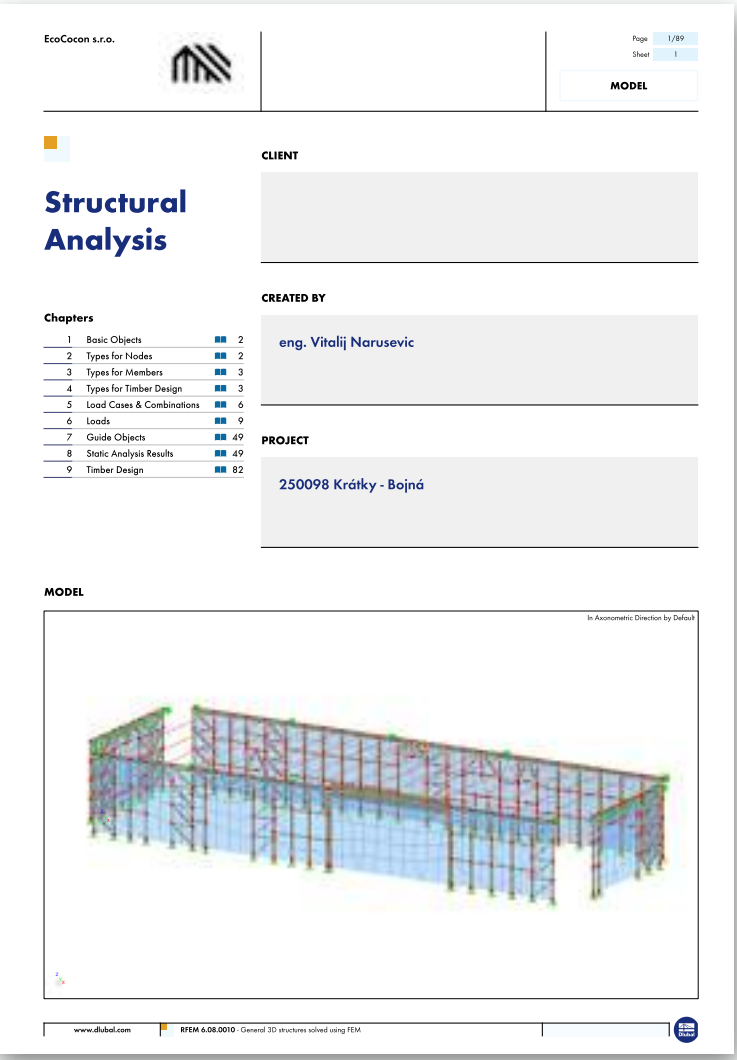 EcoCocon s.r.o.
Page 1/89
Sheet 1
MODEL
Structural
Analysis
CLIENT
CREATED BY
eng. Vitalij Narusevic
Chapters
1 Basic Objects 2
2 Types for Nodes 2
3 Types for Members 3
4 Types for Timber Design 3
5 Load Cases & Combinations 6
6 Loads 9
7 Guide Objects 49
8 Static Analysis Results 49
9 Timber Design 82
PROJECT
250098 Krátky - Bojná
MODEL
In Axonometric Direction by Default
www.dlubal.com
RFEM 6.08.0010 - General 3D structures solved using FEM
Dlubal